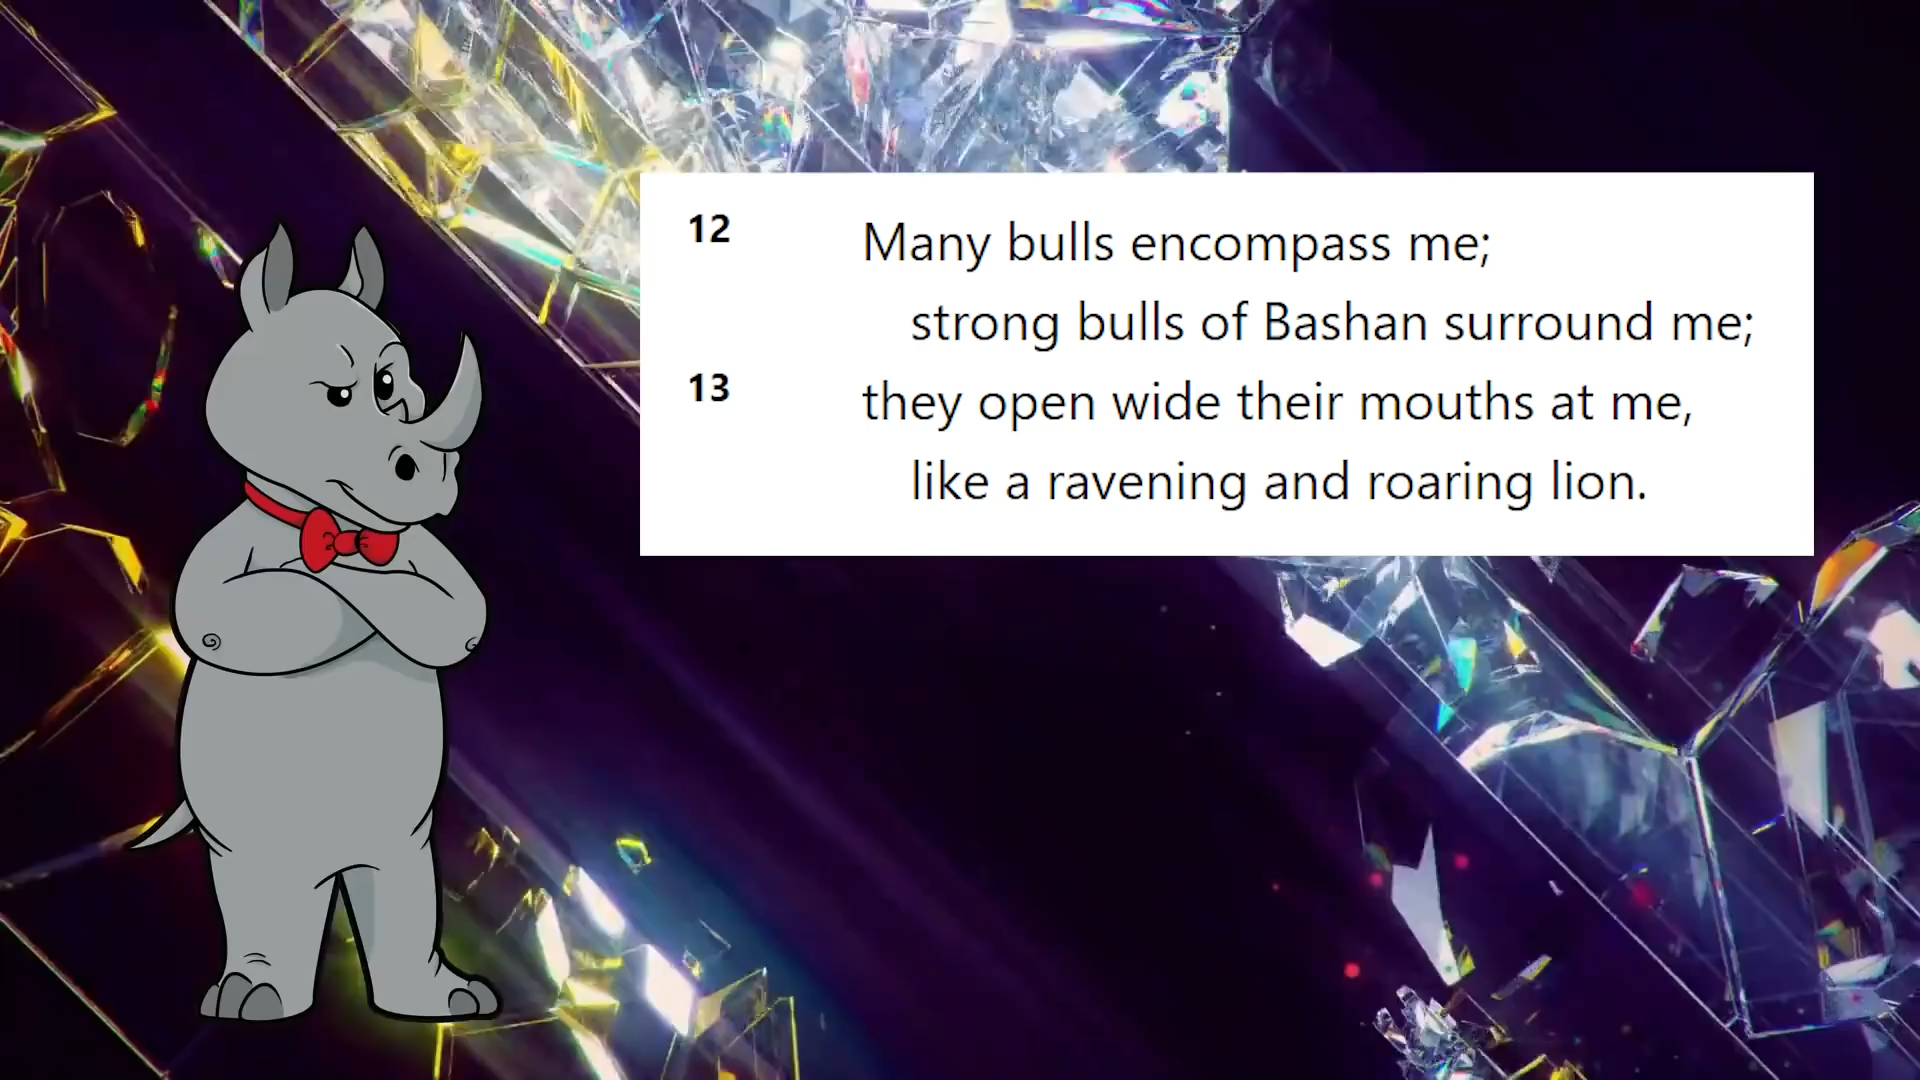 12 Many bulls encompass me;
strong bulls of Bashan surround me;
13 they open wide their mouths at me,
like a ravening and roaring lion.